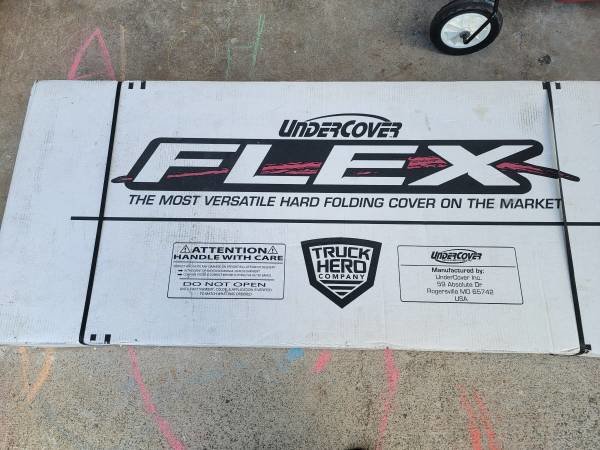 UNDERCOVER
FLEX
THE MOST VERSATILE HARD FOLDING COVER ON THE MARKET
ATTENTION
HANDLE WITH CARE
DO NOT OPEN
TRUCK
HERO
COMPANY
UNDERCOVER
Manufactured by:
UnderCover Inc.
59 Absolute Dr
Rogersville MO 65742
USA